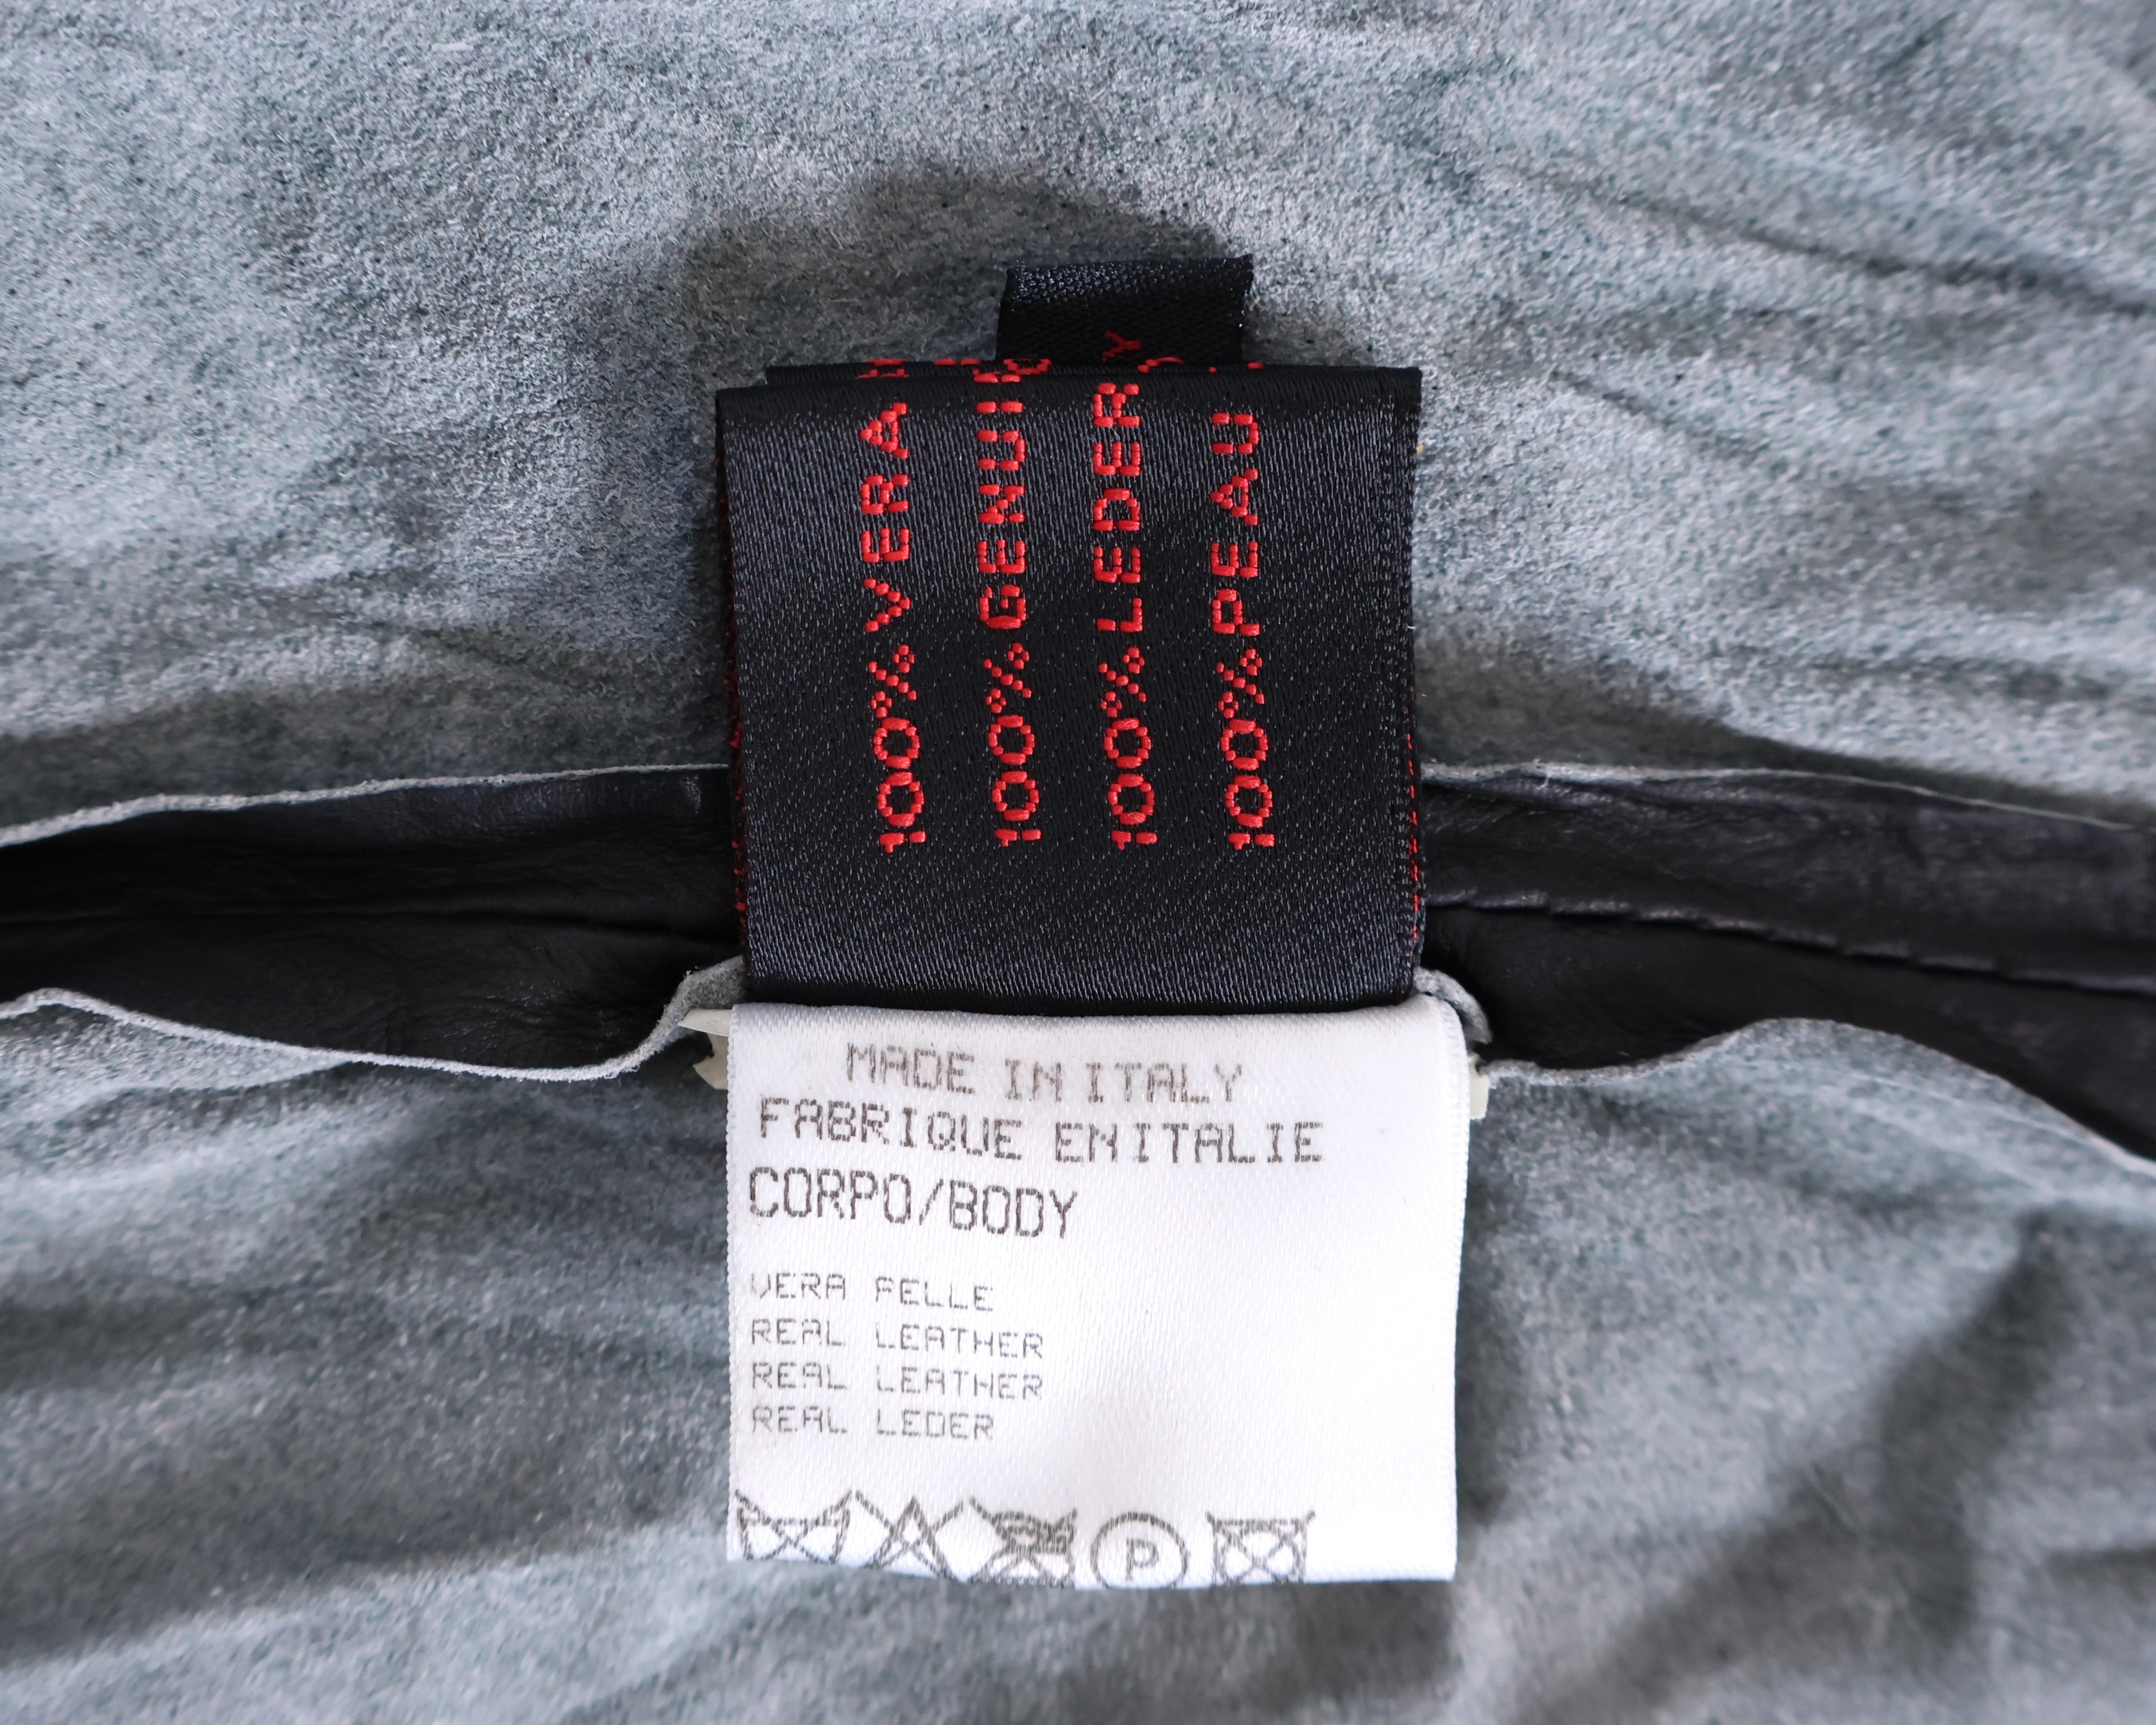 100% VERA
100% GENUI
100% LEDER
100% PEAU
MADE IN ITALY
FABRIQUE EN ITALIE
CORPO/BODY
VERA PELLE
REAL LEATHER
REAL LEATHER
REAL LEDER
P